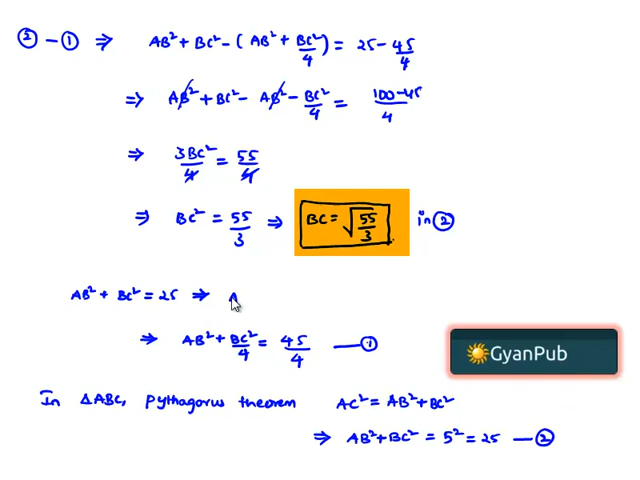 ② - ① ⇒ AB² + BC² - (AB² + BC²/4) = 25 - 45/4
⇒ AB² + BC² - AB² - BC²/4 = 100-45/4
⇒ 3BC²/4 = 55/4
⇒ BC² = 55/3 ⇒ BC = √55/3 in ②
AB² + BC² = 25 ⇒ A
⇒ AB² + BC²/4 = 45/4 — ①
GyanPub
In ΔABC, Pythagorus theorem AC² = AB² + BC²
⇒ AB² + BC² = 5² = 25 — ②